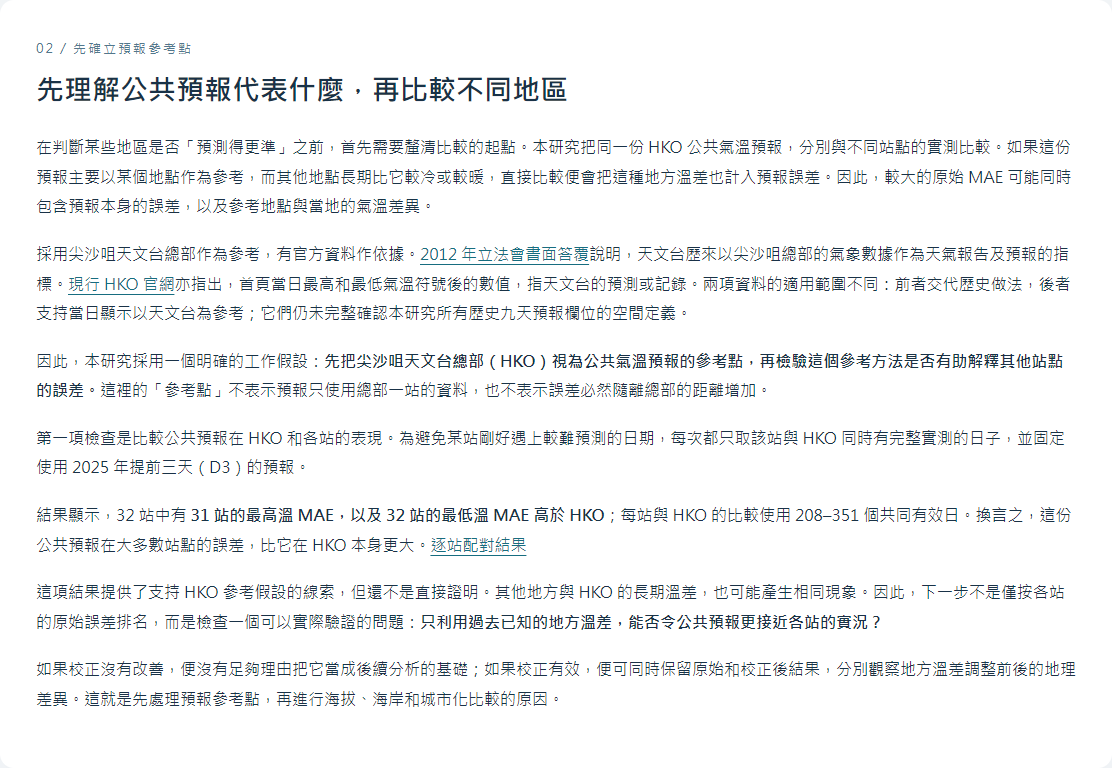 02 / 先確立預報參考點
先理解公共預報代表什麼，再比較不同地區
在判斷某些地區是否「預測得更準」之前，首先需要釐清比較的起點。本研究把同一份 HKO 公共氣溫預報，分別與不同站點的實測比較。如果這份
預報主要以某個地點作為參考，而其他地點長期比它較冷或較暖，直接比較便會把這種地方溫差也計入預報誤差。因此，較大的原始 MAE 可能同時
包含預報本身的誤差，以及參考地點與當地的氣溫差異。
採用尖沙咀天文台總部作為參考，有官方資料作依據。2012 年立法會書面答覆說明，天文台歷來以尖沙咀總部的氣象數據作為天氣報告及預報的指
標。現行 HKO 官網亦指出，首頁當日最高和最低氣溫符號後的數值，指天文台的預測或記錄。兩項資料的適用範圍不同：前者交代歷史做法，後者
支持當日顯示以天文台為參考；它們仍未完整確認本研究所有歷史九天預報欄位的空間定義。
因此，本研究採用一個明確的工作假設：先把尖沙咀天文台總部（HKO）視為公共氣溫預報的參考點，再檢驗這個參考方法是否有助解釋其他站點
的誤差。這裡的「參考點」不表示預報只使用總部一站的資料，也不表示誤差必然隨離總部的距離增加。
第一項檢查是比較公共預報在 HKO 和各站的表現。為避免某站剛好遇上較難預測的日期，每次都只取該站與 HKO 同時有完整實測的日子，並固定
使用 2025 年提前三天（D3）的預報。
結果顯示，32 站中有 31 站的最高溫 MAE，以及 32 站的最低溫 MAE 高於 HKO；每站與 HKO 的比較使用 208–351 個共同有效日。換言之，這份
公共預報在大多數站點的誤差，比它在 HKO 本身更大。逐站配對結果
這項結果提供了支持 HKO 參考假設的線索，但還不是直接證明。其他地方與 HKO 的長期溫差，也可能產生相同現象。因此，下一步不是僅按各站
的原始誤差排名，而是檢查一個可以實際驗證的問題：只利用過去已知的地方溫差，能否令公共預報更接近各站的實況？
如果校正沒有改善，便沒有足夠理由把它當成後續分析的基礎；如果校正有效，便可同時保留原始和校正後結果，分別觀察地方溫差調整前後的地理
差異。這就是先處理預報參考點，再進行海拔、海岸和城市化比較的原因。